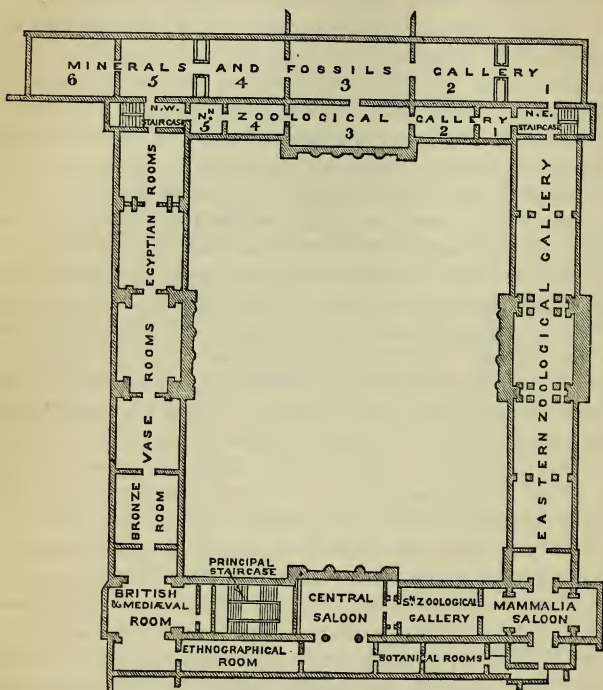 MINERALS AND FOSSILS GALLERY
6 5 4 3 2 1
N.W.
STAIRCASE
Nⁿ ZOOLOGICAL GALLERY
5 4 3 2 1
N.E.
STAIRCASE
EGYPTIAN ROOMS
VASE ROOMS
BRONZE
ROOM
EASTERN ZOOLOGICAL GALLERY
PRINCIPAL
STAIRCASE
BRITISH
& MEDIÆVAL
ROOM
CENTRAL
SALOON
Sⁿ ZOOLOGICAL
GALLERY
MAMMALIA
SALOON
ETHNOGRAPHICAL
ROOM
BOTANICAL ROOMS